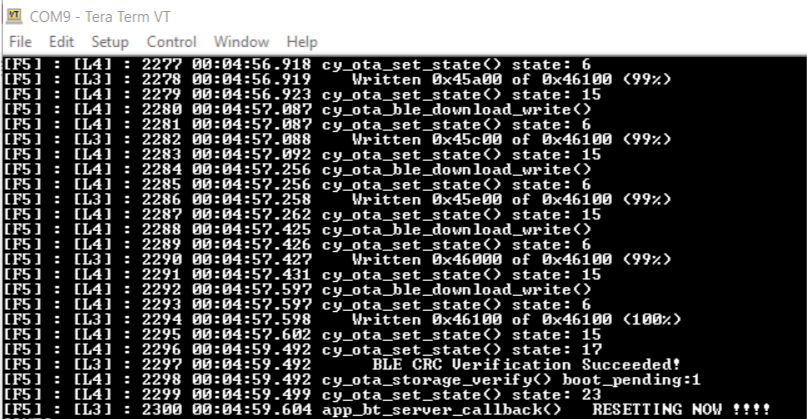 COM9 - Tera Term VT
File Edit Setup Control Window Help
[F5] : [L4] : 2277 00:04:56.918 cy_ota_set_state() state: 6
[F5] : [L3] : 2278 00:04:56.919 Written 0x45a00 of 0x46100 (99%)
[F5] : [L4] : 2279 00:04:56.923 cy_ota_set_state() state: 15
[F5] : [L4] : 2280 00:04:57.087 cy_ota_ble_download_write()
[F5] : [L4] : 2281 00:04:57.087 cy_ota_set_state() state: 6
[F5] : [L3] : 2282 00:04:57.088 Written 0x45c00 of 0x46100 (99%)
[F5] : [L4] : 2283 00:04:57.092 cy_ota_set_state() state: 15
[F5] : [L4] : 2284 00:04:57.256 cy_ota_ble_download_write()
[F5] : [L4] : 2285 00:04:57.256 cy_ota_set_state() state: 6
[F5] : [L3] : 2286 00:04:57.258 Written 0x45e00 of 0x46100 (99%)
[F5] : [L4] : 2287 00:04:57.262 cy_ota_set_state() state: 15
[F5] : [L4] : 2288 00:04:57.425 cy_ota_ble_download_write()
[F5] : [L4] : 2289 00:04:57.426 cy_ota_set_state() state: 6
[F5] : [L3] : 2290 00:04:57.427 Written 0x46000 of 0x46100 (99%)
[F5] : [L4] : 2291 00:04:57.431 cy_ota_set_state() state: 15
[F5] : [L4] : 2292 00:04:57.597 cy_ota_ble_download_write()
[F5] : [L4] : 2293 00:04:57.597 cy_ota_set_state() state: 6
[F5] : [L3] : 2294 00:04:57.598 Written 0x46100 of 0x46100 (100%)
[F5] : [L4] : 2295 00:04:57.602 cy_ota_set_state() state: 15
[F5] : [L4] : 2296 00:04:59.492 cy_ota_set_state() state: 17
[F5] : [L3] : 2297 00:04:59.492 BLE CRC Verification Succeeded!
[F5] : [L4] : 2298 00:04:59.492 cy_ota_storage_verify() boot_pending:1
[F5] : [L4] : 2299 00:04:59.499 cy_ota_set_state() state: 23
[F5] : [L3] : 2300 00:04:59.604 app_bt_server_callback() RESETTING NOW !!!!